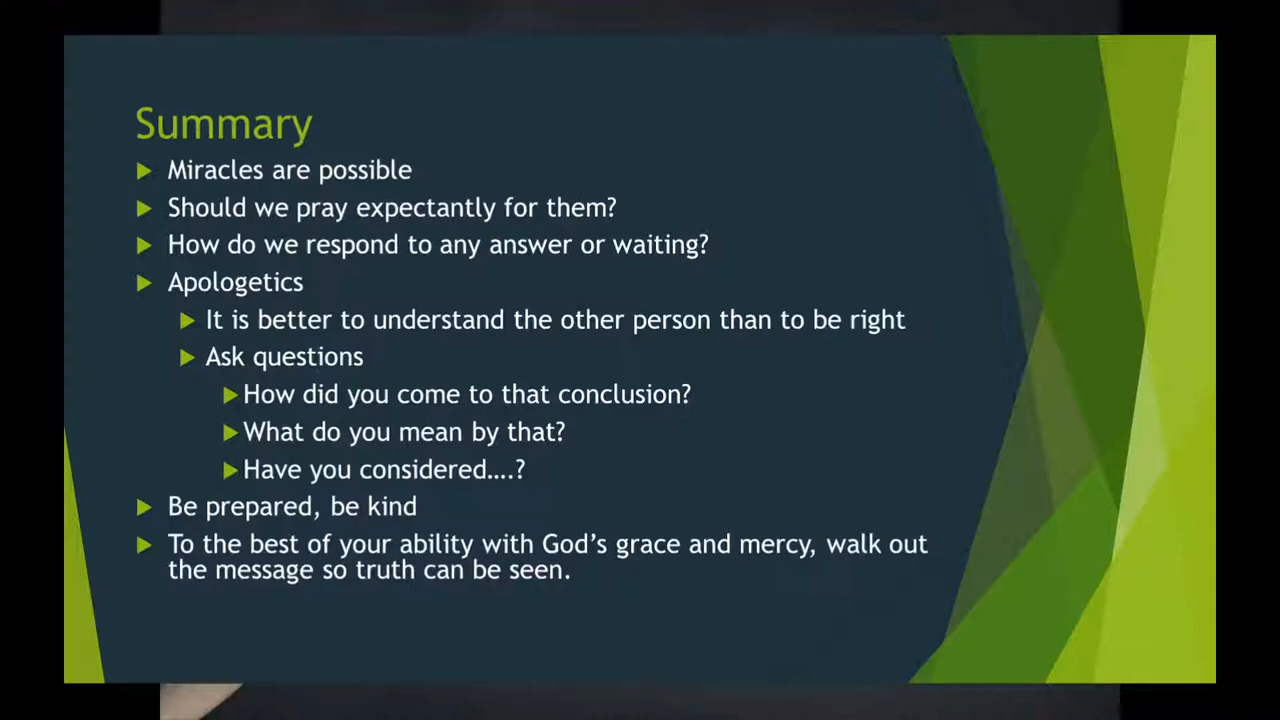 Summary
Miracles are possible
Should we pray expectantly for them?
How do we respond to any answer or waiting?
Apologetics
It is better to understand the other person than to be right
Ask questions
How did you come to that conclusion?
What do you mean by that?
Have you considered….?
Be prepared, be kind
To the best of your ability with God’s grace and mercy, walk out
the message so truth can be seen.